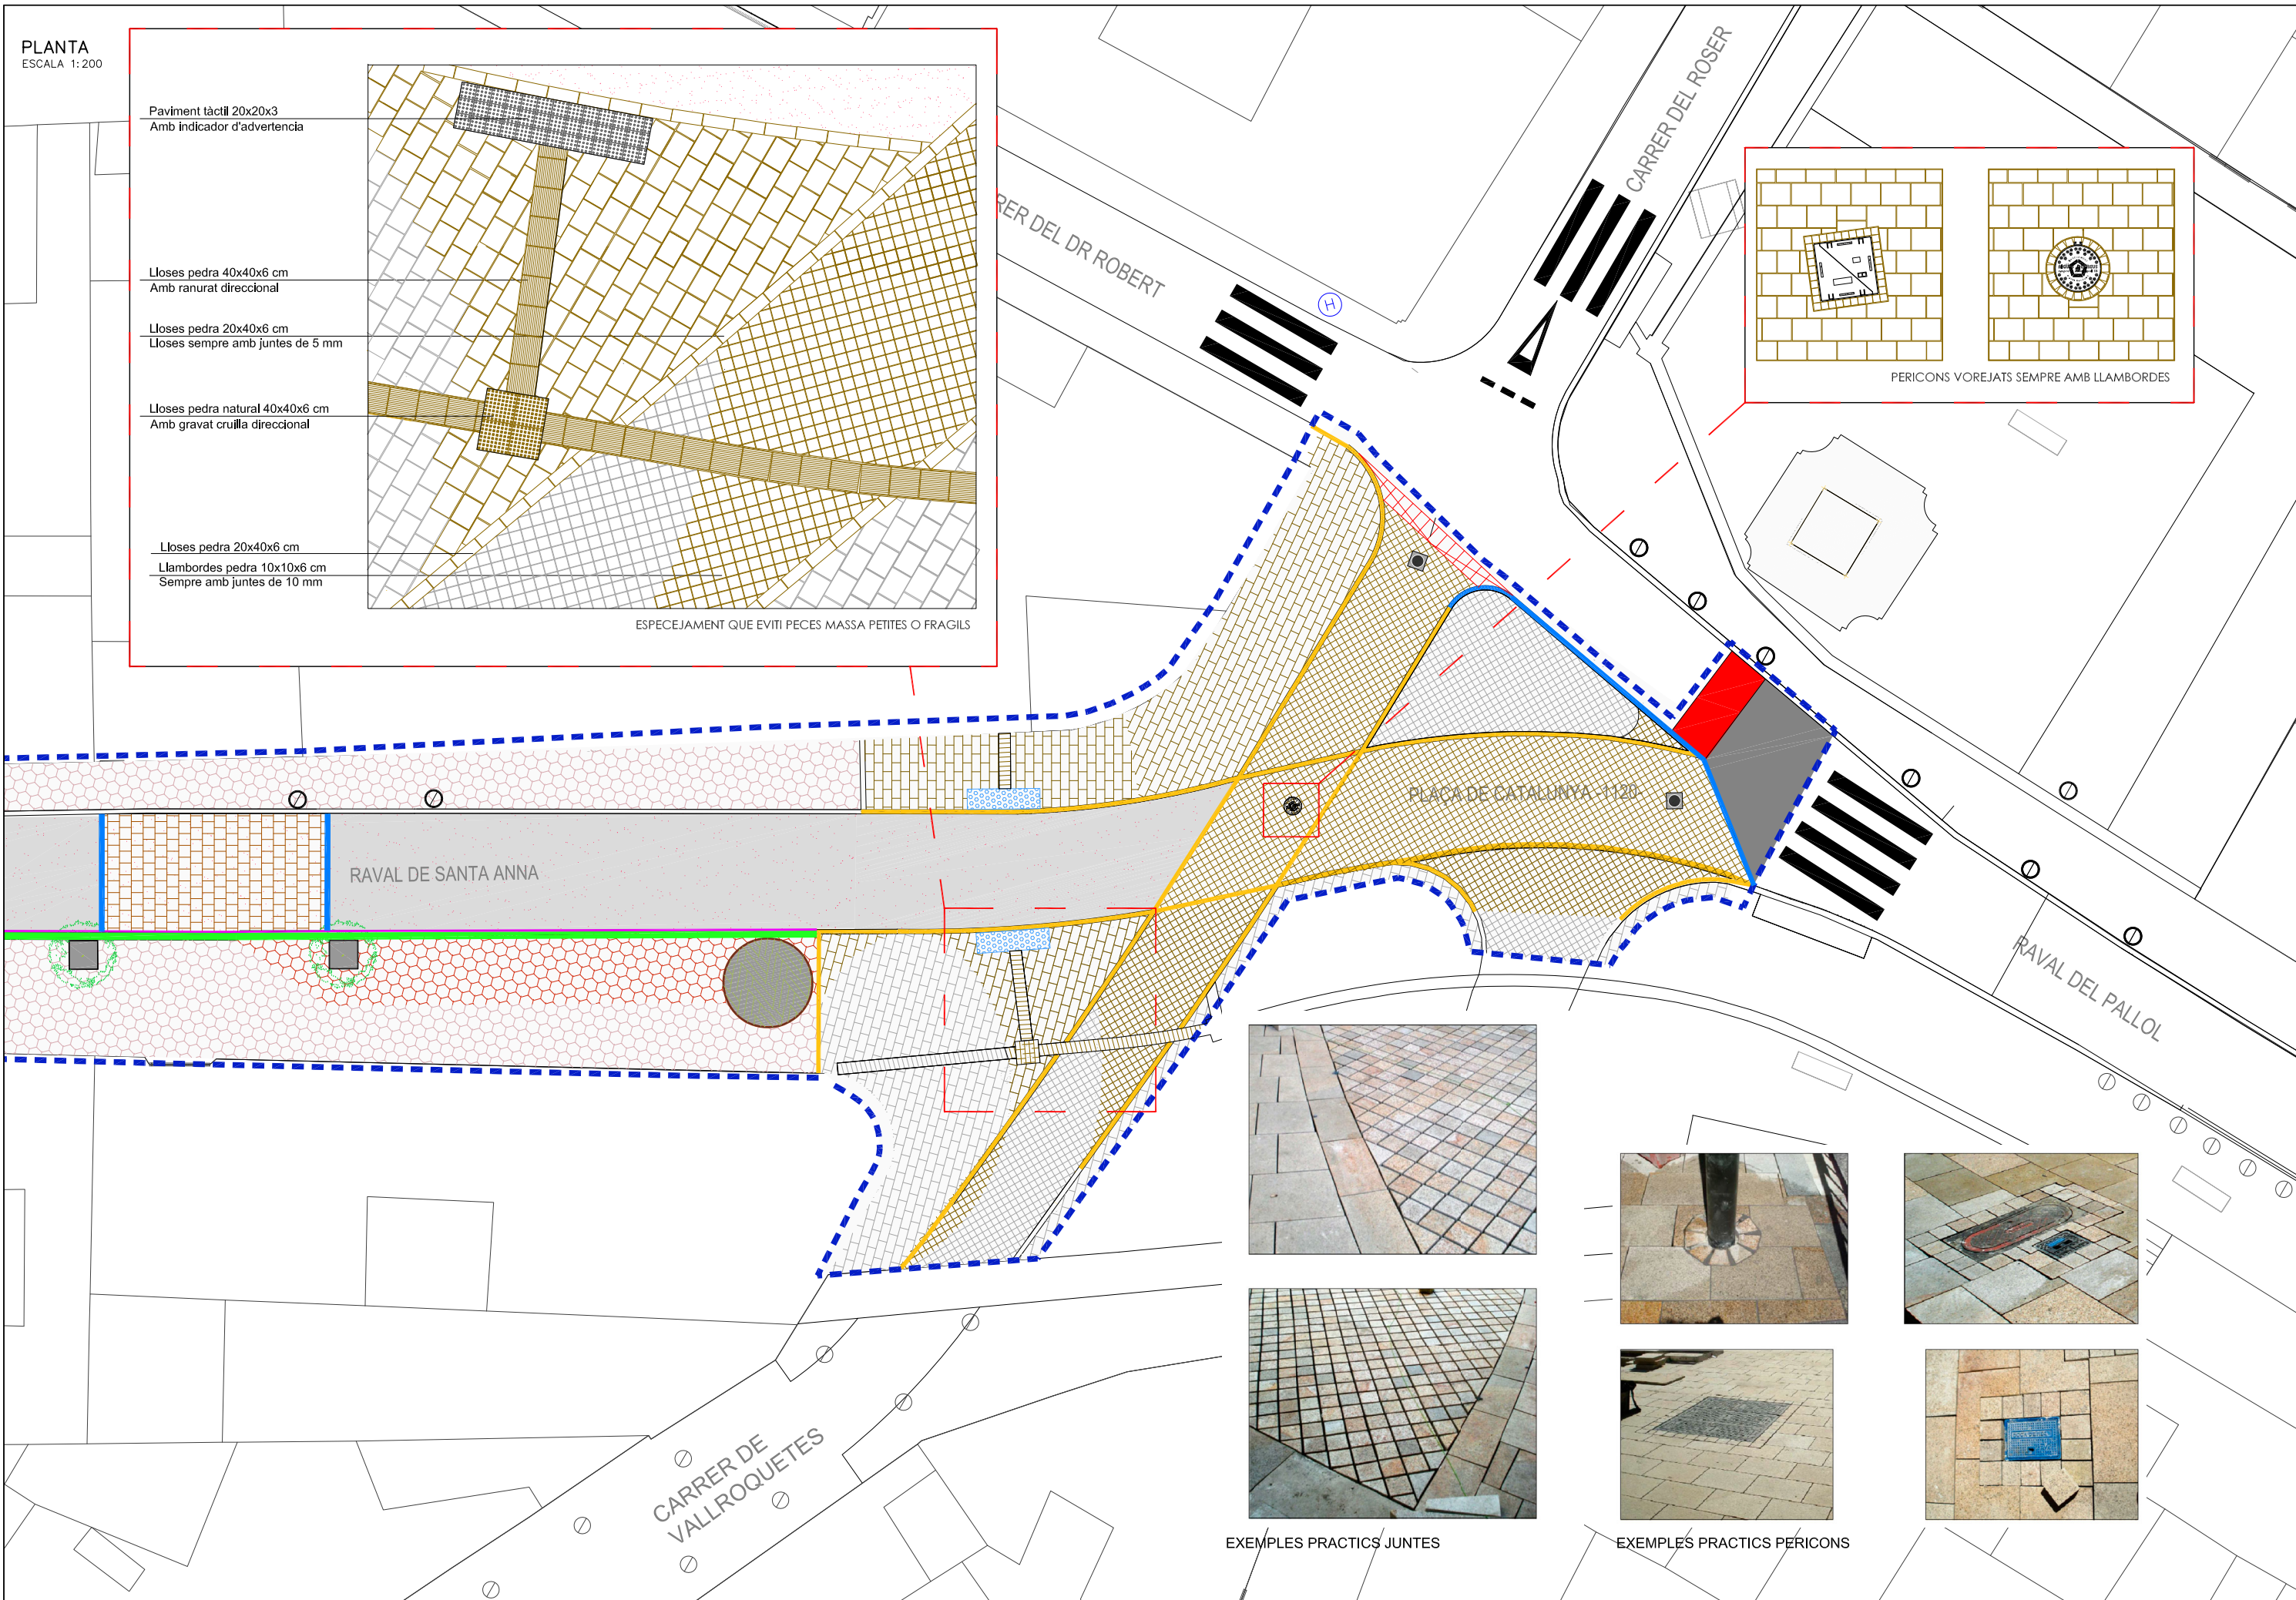 PLANTA
ESCALA 1:200
Paviment tàctil 20x20x3
Amb indicador d'advertencia
Lloses pedra 40x40x6 cm
Amb ranurat direccional
Lloses pedra 20x40x6 cm
Lloses sempre amb juntes de 5 mm
Lloses pedra natural 40x40x6 cm
Amb gravat cruïlla direccional
Lloses pedra 20x40x6 cm
Llambordes pedra 10x10x6 cm
Sempre amb juntes de 10 mm
ESPECEJAMENT QUE EVITI PECES MASSA PETITES O FRAGILS
RER DEL DR ROBERT
H
CARRER DEL ROSER
PERICONS VOREJATS SEMPRE AMB LLAMBORDES
PLAÇA DE CATALUNYA -1120-
RAVAL DE SANTA ANNA
RAVAL DEL PALLOL
CARRER DE
VALLROQUETES
EXEMPLES PRACTICS JUNTES
EXEMPLES PRACTICS PERICONS